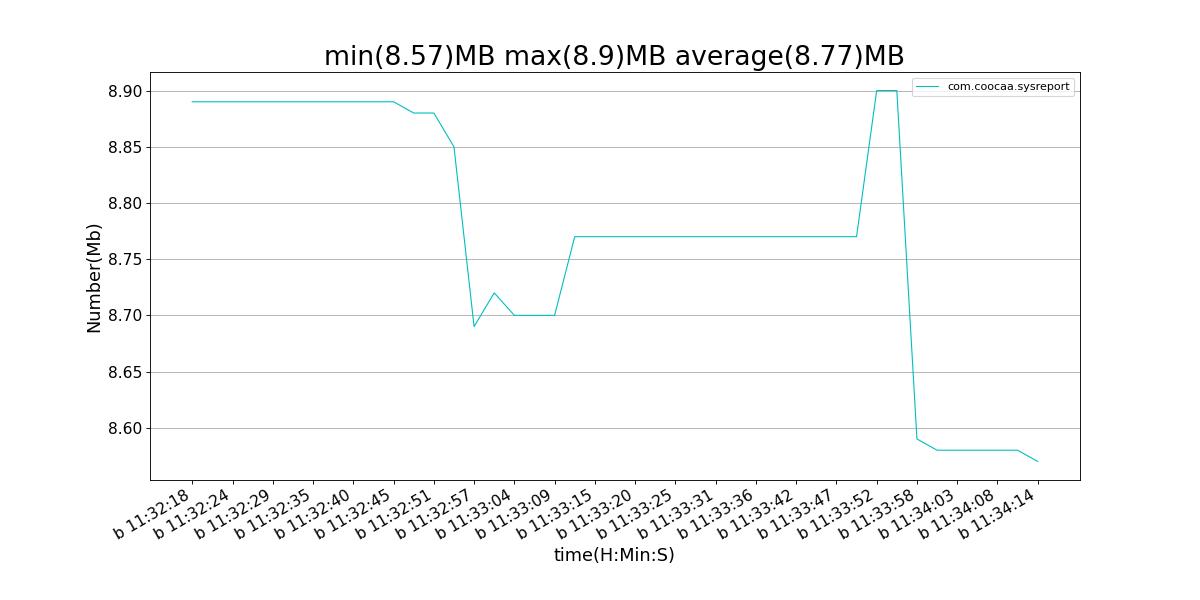 min(8.57)MB max(8.9)MB average(8.77)MB
com.coocaa.sysreport
Number(Mb)
8.90
8.85
8.80
8.75
8.70
8.65
8.60
b 11:32:18
b 11:32:24
b 11:32:29
b 11:32:35
b 11:32:40
b 11:32:45
b 11:32:51
b 11:32:57
b 11:33:04
b 11:33:09
b 11:33:15
b 11:33:20
b 11:33:25
b 11:33:31
b 11:33:36
b 11:33:42
b 11:33:47
b 11:33:52
b 11:33:58
b 11:34:03
b 11:34:08
b 11:34:14
time(H:Min:S)